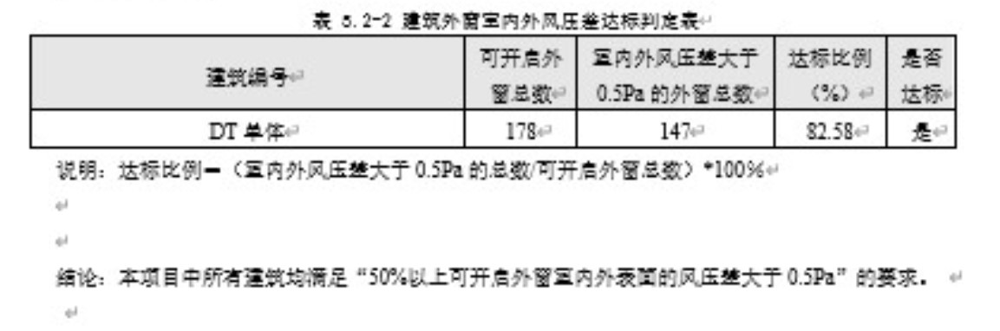 表 5.2-2 建筑外窗室内外风压差达标判定表
建筑编号 可开启外窗总数 室内外风压差大于0.5Pa 的外窗总数 达标比例（%） 是否达标
DT 单体 178 147 82.58 是
说明：达标比例=（室内外风压差大于 0.5Pa 的总数/可开启外窗总数）*100%
结论：本项目中所有建筑均满足“50%以上可开启外窗室内外表面的风压差大于 0.5Pa”的要求。